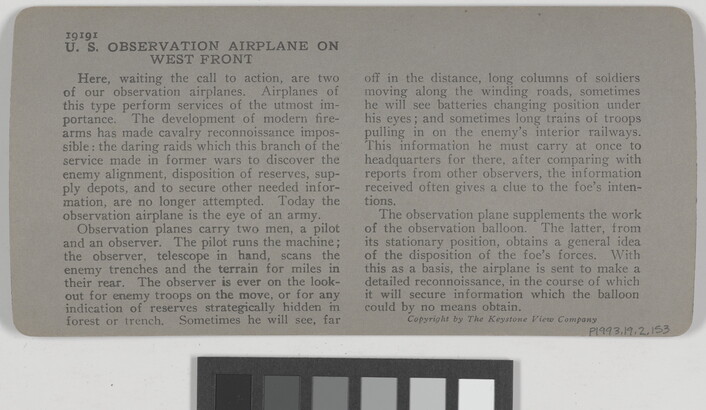 19191
U. S. OBSERVATION AIRPLANE ON
WEST FRONT
Here, waiting the call to action, are two
of our observation airplanes. Airplanes of
this type perform services of the utmost im-
portance. The development of modern fire-
arms has made cavalry reconnoissance impos-
sible: the daring raids which this branch of the
service made in former wars to discover the
enemy alignment, disposition of reserves, sup-
ply depots, and to secure other needed infor-
mation, are no longer attempted. Today the
observation airplane is the eye of an army.
Observation planes carry two men, a pilot
and an observer. The pilot runs the machine;
the observer, telescope in hand, scans the
enemy trenches and the terrain for miles in
their rear. The observer is ever on the look-
out for enemy troops on the move, or for any
indication of reserves strategically hidden in
forest or trench. Sometimes he will see, far
off in the distance, long columns of soldiers
moving along the winding roads, sometimes
he will see batteries changing position under
his eyes; and sometimes long trains of troops
pulling in on the enemy's interior railways.
This information he must carry at once to
headquarters for there, after comparing with
reports from other observers, the information
received often gives a clue to the foe's inten-
tions.
The observation plane supplements the work
of the observation balloon. The latter, from
its stationary position, obtains a general idea
of the disposition of the foe's forces. With
this as a basis, the airplane is sent to make a
detailed reconnoissance, in the course of which
it will secure information which the balloon
could by no means obtain.
Copyright by The Keystone View Company
P1993.19.2.153